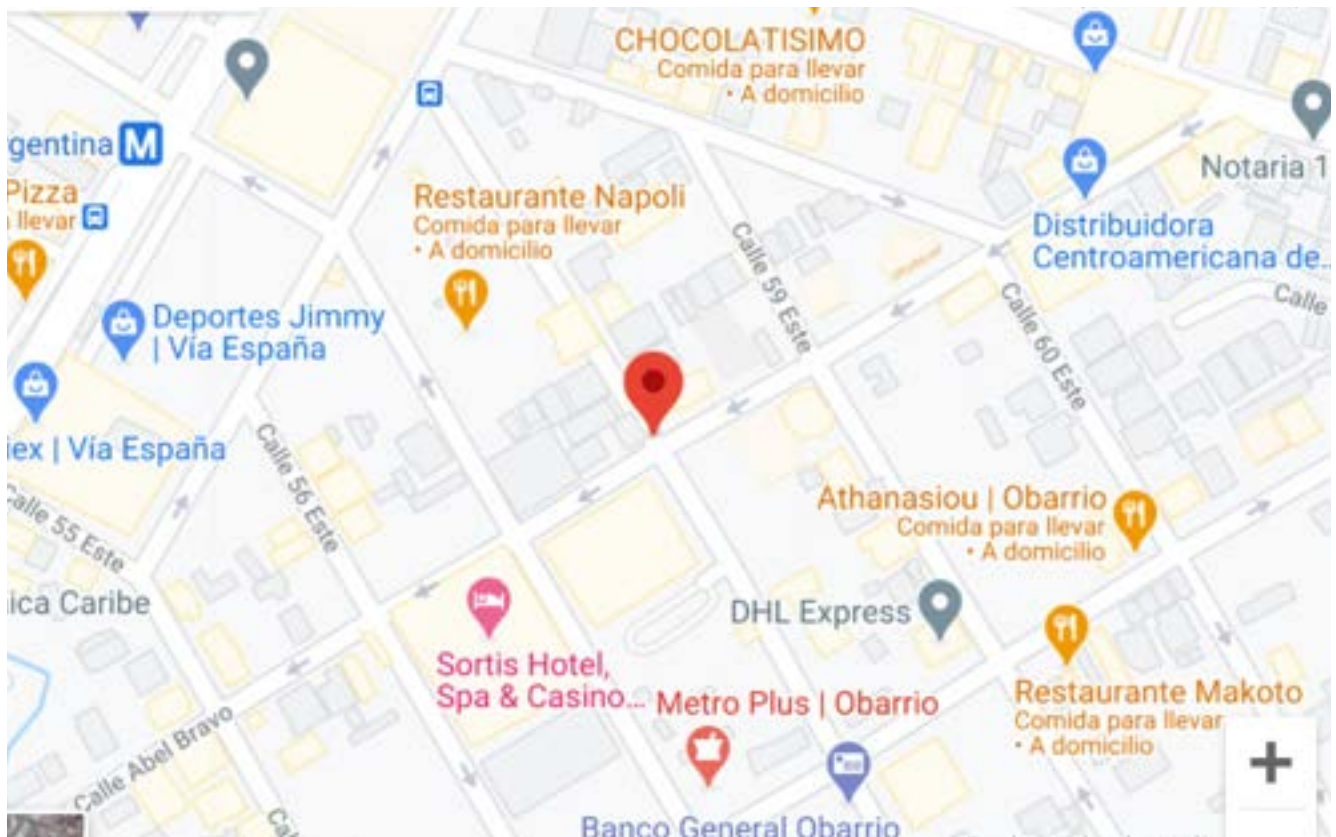 CHOCOLATISIMO
Comida para llevar
• A domicilio
gentina M
Pizza
llevar
Restaurante Napoli
Comida para llevar
• A domicilio
Notaria 1
Distribuidora
Centroamericana de...
Calle 59 Este
Calle 60 Este
Calle
Deportes Jimmy
| Vía España
ex | Vía España
Calle 56 Este
Calle 55 Este
Athanasiou | Obarrio
Comida para llevar
• A domicilio
ica Caribe
DHL Express
Sortis Hotel,
Spa & Casino...
Metro Plus | Obarrio
Restaurante Makoto
Comida para llevar
• A domicilio
Calle Abel Bravo
+
Banco General Obarrio